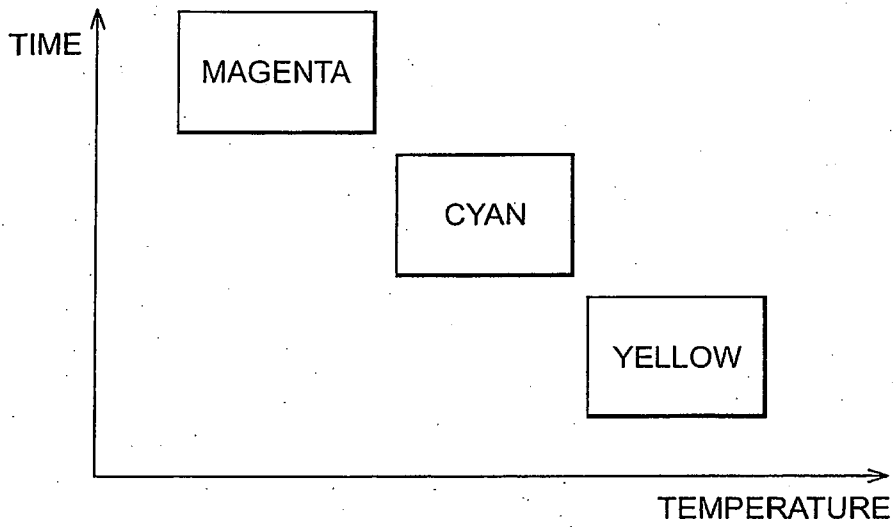 TIME
MAGENTA
CYAN
YELLOW
TEMPERATURE